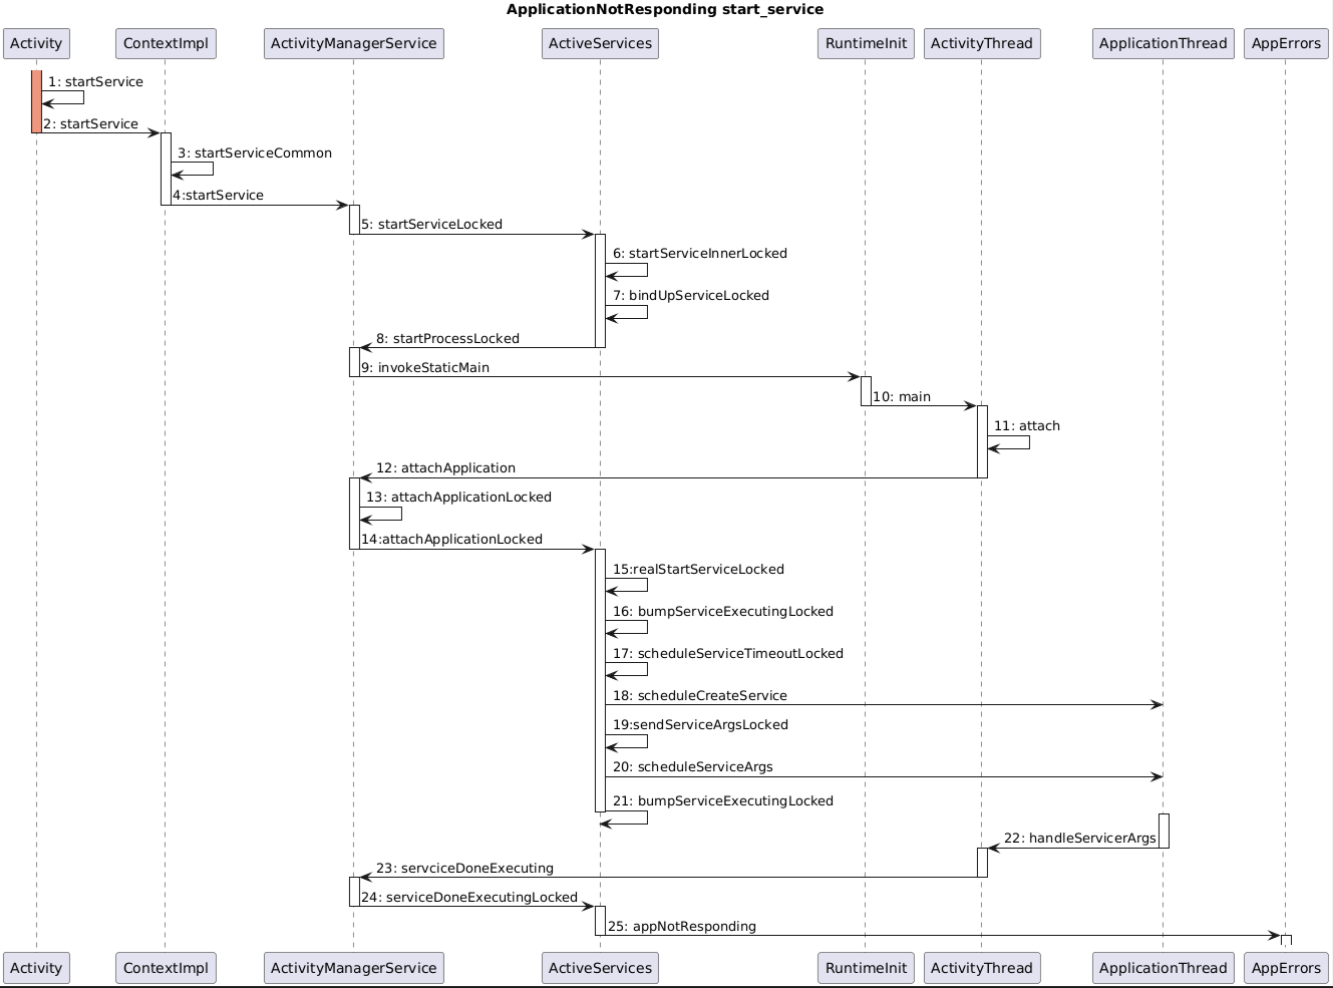 ApplicationNotResponding start_service
Activity ContextImpl ActivityManagerService ActiveServices RuntimeInit ActivityThread ApplicationThread AppErrors
1: startService
2: startService
3: startServiceCommon
4:startService
5: startServiceLocked
6: startServiceInnerLocked
7: bindUpServiceLocked
8: startProcessLocked
9: invokeStaticMain
10: main
11: attach
12: attachApplication
13: attachApplicationLocked
14:attachApplicationLocked
15:realStartServiceLocked
16: bumpServiceExecutingLocked
17: scheduleServiceTimeoutLocked
18: scheduleCreateService
19:sendServiceArgsLocked
20: scheduleServiceArgs
21: bumpServiceExecutingLocked
22: handleServicerArgs
23: servciceDoneExecuting
24: serviceDoneExecutingLocked
25: appNotResponding
Activity ContextImpl ActivityManagerService ActiveServices RuntimeInit ActivityThread ApplicationThread AppErrors